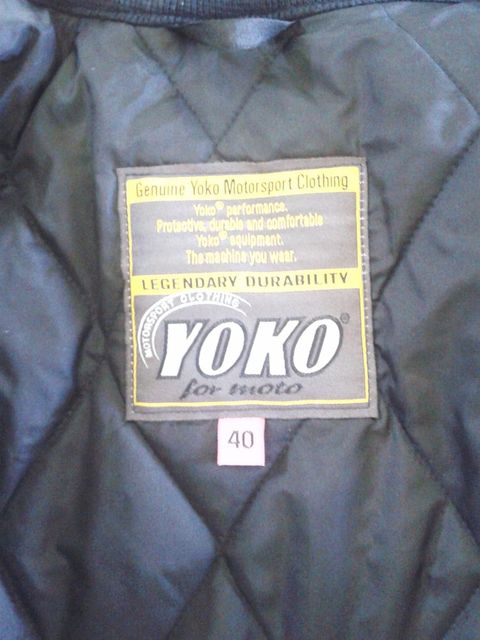 Genuine Yoko Motorsport Clothing
Yoko® performance.
Protective, durable and comfortable
Yoko® equipment.
The machine you wear.
LEGENDARY DURABILITY
MOTORSPORT CLOTHING
YOKO®
for moto
40